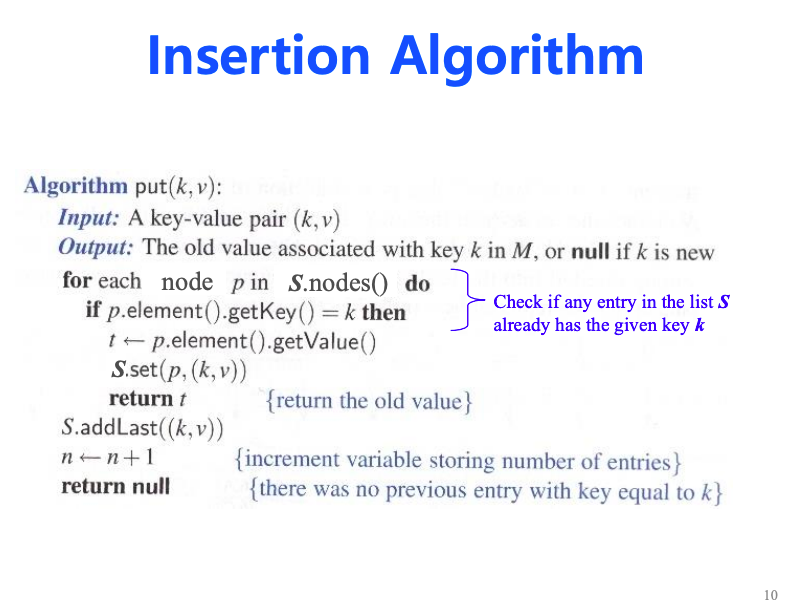 Insertion Algorithm
Algorithm put(k, v):
Input: A key-value pair (k, v)
Output: The old value associated with key k in M, or null if k is new
for each node p in S.nodes() do
if p.element().getKey() = k then
Check if any entry in the list S
already has the given key k
t ← p.element().getValue()
S.set(p, (k, v))
return t {return the old value}
S.addLast((k, v))
n ← n + 1 {increment variable storing number of entries}
return null {there was no previous entry with key equal to k}
10